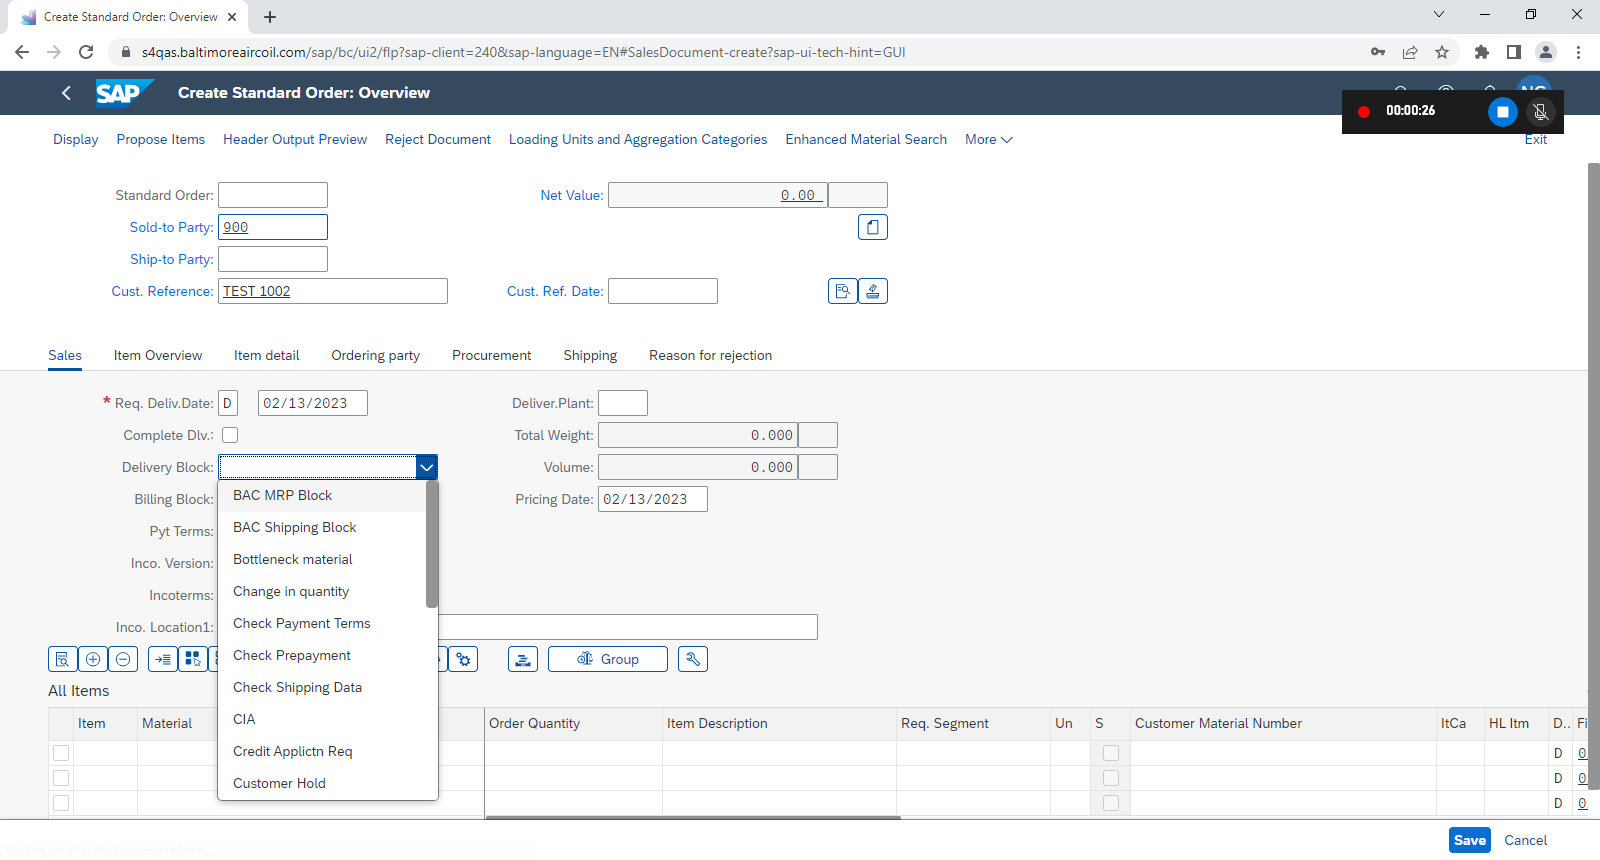 Create Standard Order: Overview
s4qas.baltimoreaircoil.com/sap/bc/ui2/flp?sap-client=240&sap-language=EN#SalesDocument-create?sap-ui-tech-hint=GUI
SAP Create Standard Order: Overview
00:00:26
Display Propose Items Header Output Preview Reject Document Loading Units and Aggregation Categories Enhanced Material Search More Exit
Standard Order: Net Value: 0.00
Sold-to Party: 900
Ship-to Party:
Cust. Reference: TEST 1002 Cust. Ref. Date:
Sales Item Overview Item detail Ordering party Procurement Shipping Reason for rejection
* Req. Deliv.Date: D 02/13/2023 Deliver.Plant:
Complete Dlv.: Total Weight: 0.000
Delivery Block: Volume: 0.000
Billing Block: BAC MRP Block Pricing Date: 02/13/2023
Pyt Terms: BAC Shipping Block
Inco. Version: Bottleneck material
Incoterms: Change in quantity
Inco. Location1: Check Payment Terms
Check Prepayment Group
All Items Check Shipping Data
Item Material CIA Order Quantity Item Description Req. Segment Un S Customer Material Number ItCa HL Itm D.. Fi
Credit Applictn Req D 0
Customer Hold D 0
D 0
Save Cancel